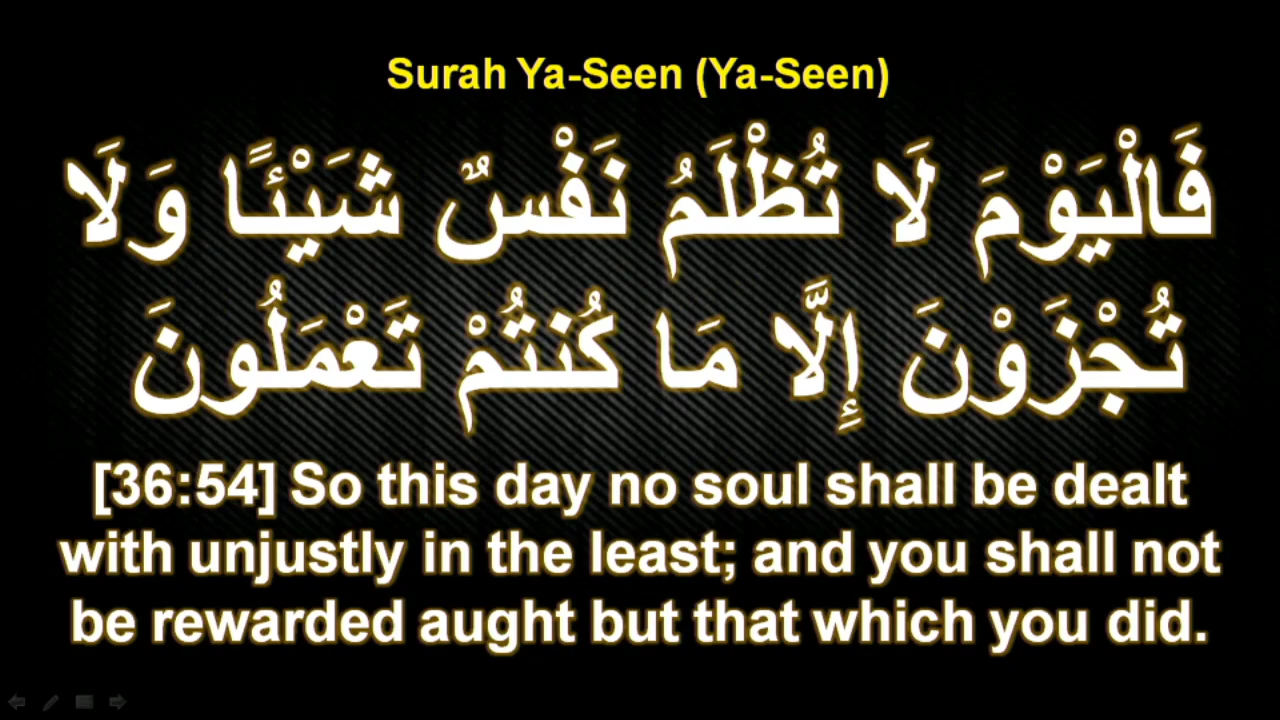 Surah Ya-Seen (Ya-Seen)
فَالْيَوْمَ لَا تُظْلَمُ نَفْسٌ شَيْئًا وَلَا
تُجْزَوْنَ إِلَّا مَا كُنتُمْ تَعْمَلُونَ
[36:54] So this day no soul shall be dealt
with unjustly in the least; and you shall not
be rewarded aught but that which you did.